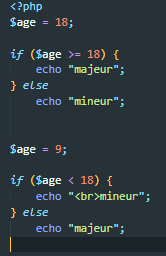 <?php
$age = 18;
if ($age >= 18) {
    echo "majeur";
} else
    echo "mineur";
$age = 9;
if ($age < 18) {
    echo "<br>mineur";
} else
    echo "majeur";